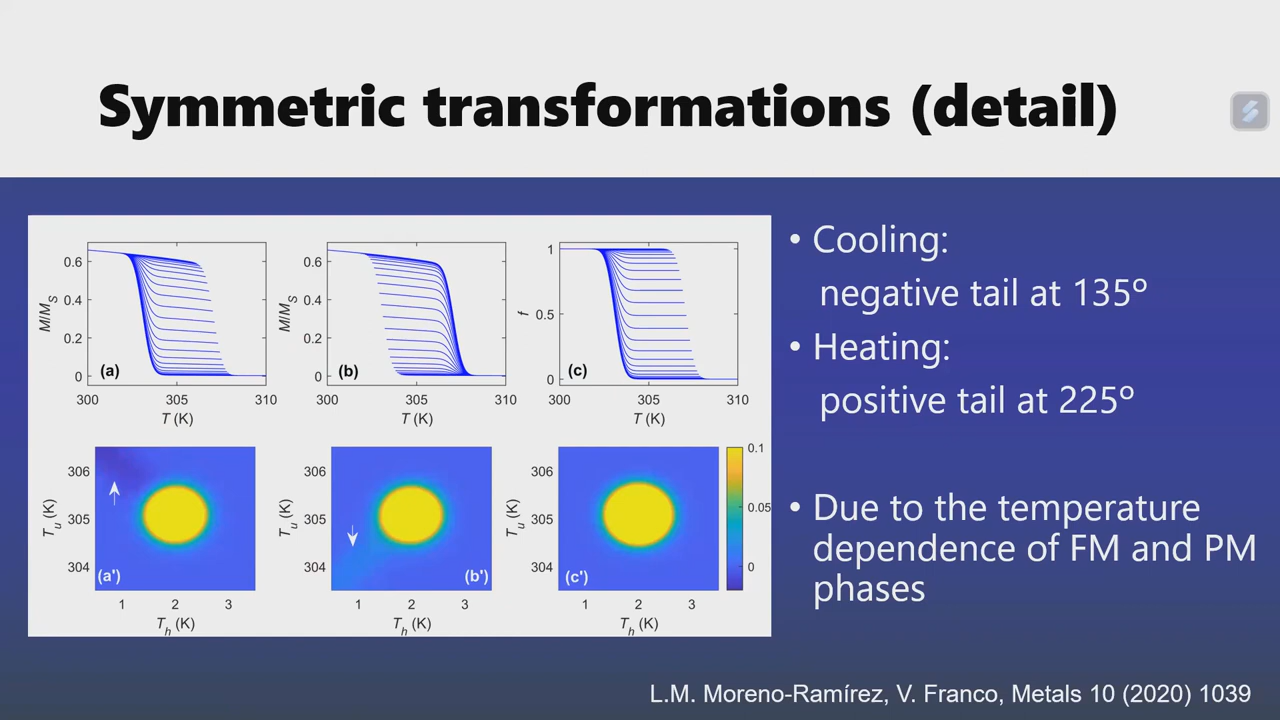 Symmetric transformations (detail)
• Cooling:
negative tail at 135º
• Heating:
positive tail at 225º
• Due to the temperature
dependence of FM and PM
phases
M/M_S
0.6
0.4
0.2
0
(a)
300
305
310
T (K)
M/M_S
0.6
0.4
0.2
0
(b)
300
305
310
T (K)
f
1
0.5
0
(c)
300
305
310
T (K)
T_u (K)
306
305
304
(a')
1
2
3
T_h (K)
T_u (K)
306
305
304
(b')
1
2
3
T_h (K)
T_u (K)
306
305
304
(c')
1
2
3
T_h (K)
0.1
0.05
0
L.M. Moreno-Ramírez, V. Franco, Metals 10 (2020) 1039